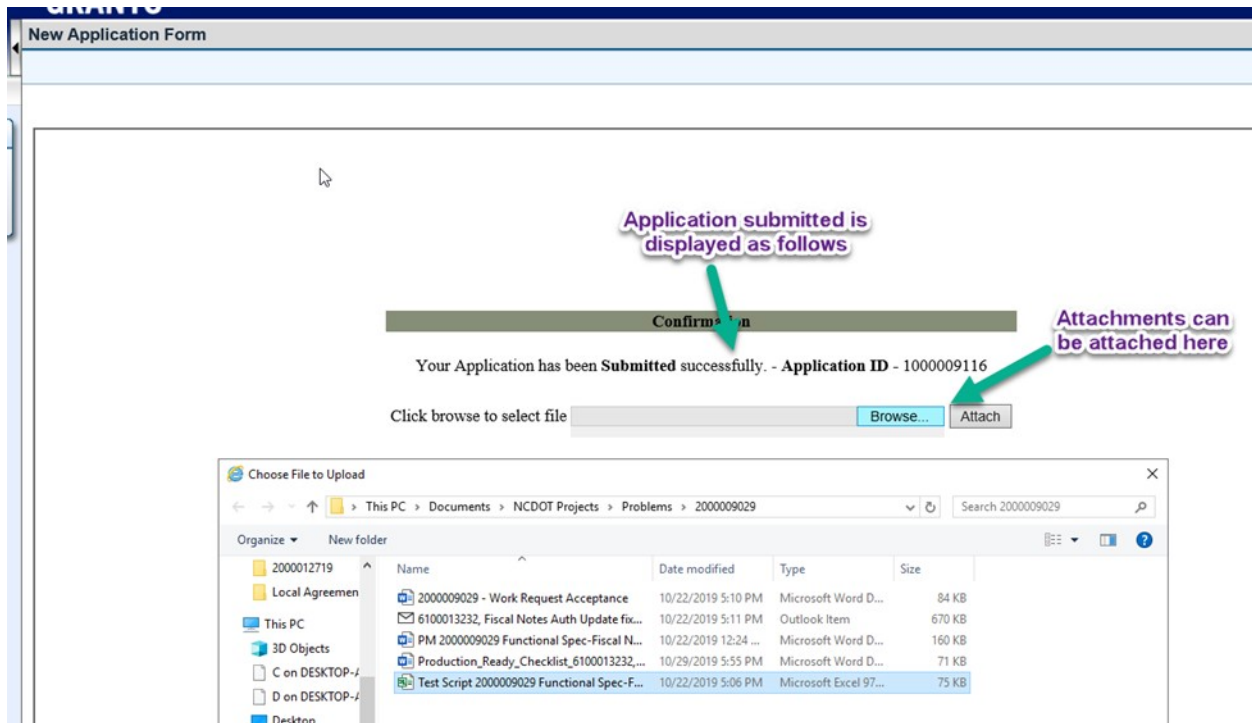 GRANTS
New Application Form
Application submitted is
displayed as follows
Attachments can
be attached here
Your Application has been Submitted successfully. - Application ID - 1000009116
Click browse to select file Browse... Attach
Choose File to Upload
This PC > Documents > NCDOT Projects > Problems > 2000009029 Search 2000009029
Organize New folder
2000012719
Local Agreemen
This PC
3D Objects
C on DESKTOP-
D on DESKTOP-
Desktop
Name Date modified Type Size
2000009029 - Work Request Acceptance 10/22/2019 5:10 PM Microsoft Word D... 84 KB
6100013232, Fiscal Notes Auth Update fix... 10/22/2019 5:11 PM Outlook Item 670 KB
PM 2000009029 Functional Spec-Fiscal N... 10/22/2019 12:24 ... Microsoft Word D... 160 KB
Production_Ready_Checklist_6100013232,... 10/29/2019 5:55 PM Microsoft Word D... 71 KB
Test Script 2000009029 Functional Spec-F... 10/22/2019 5:06 PM Microsoft Excel 97... 75 KB